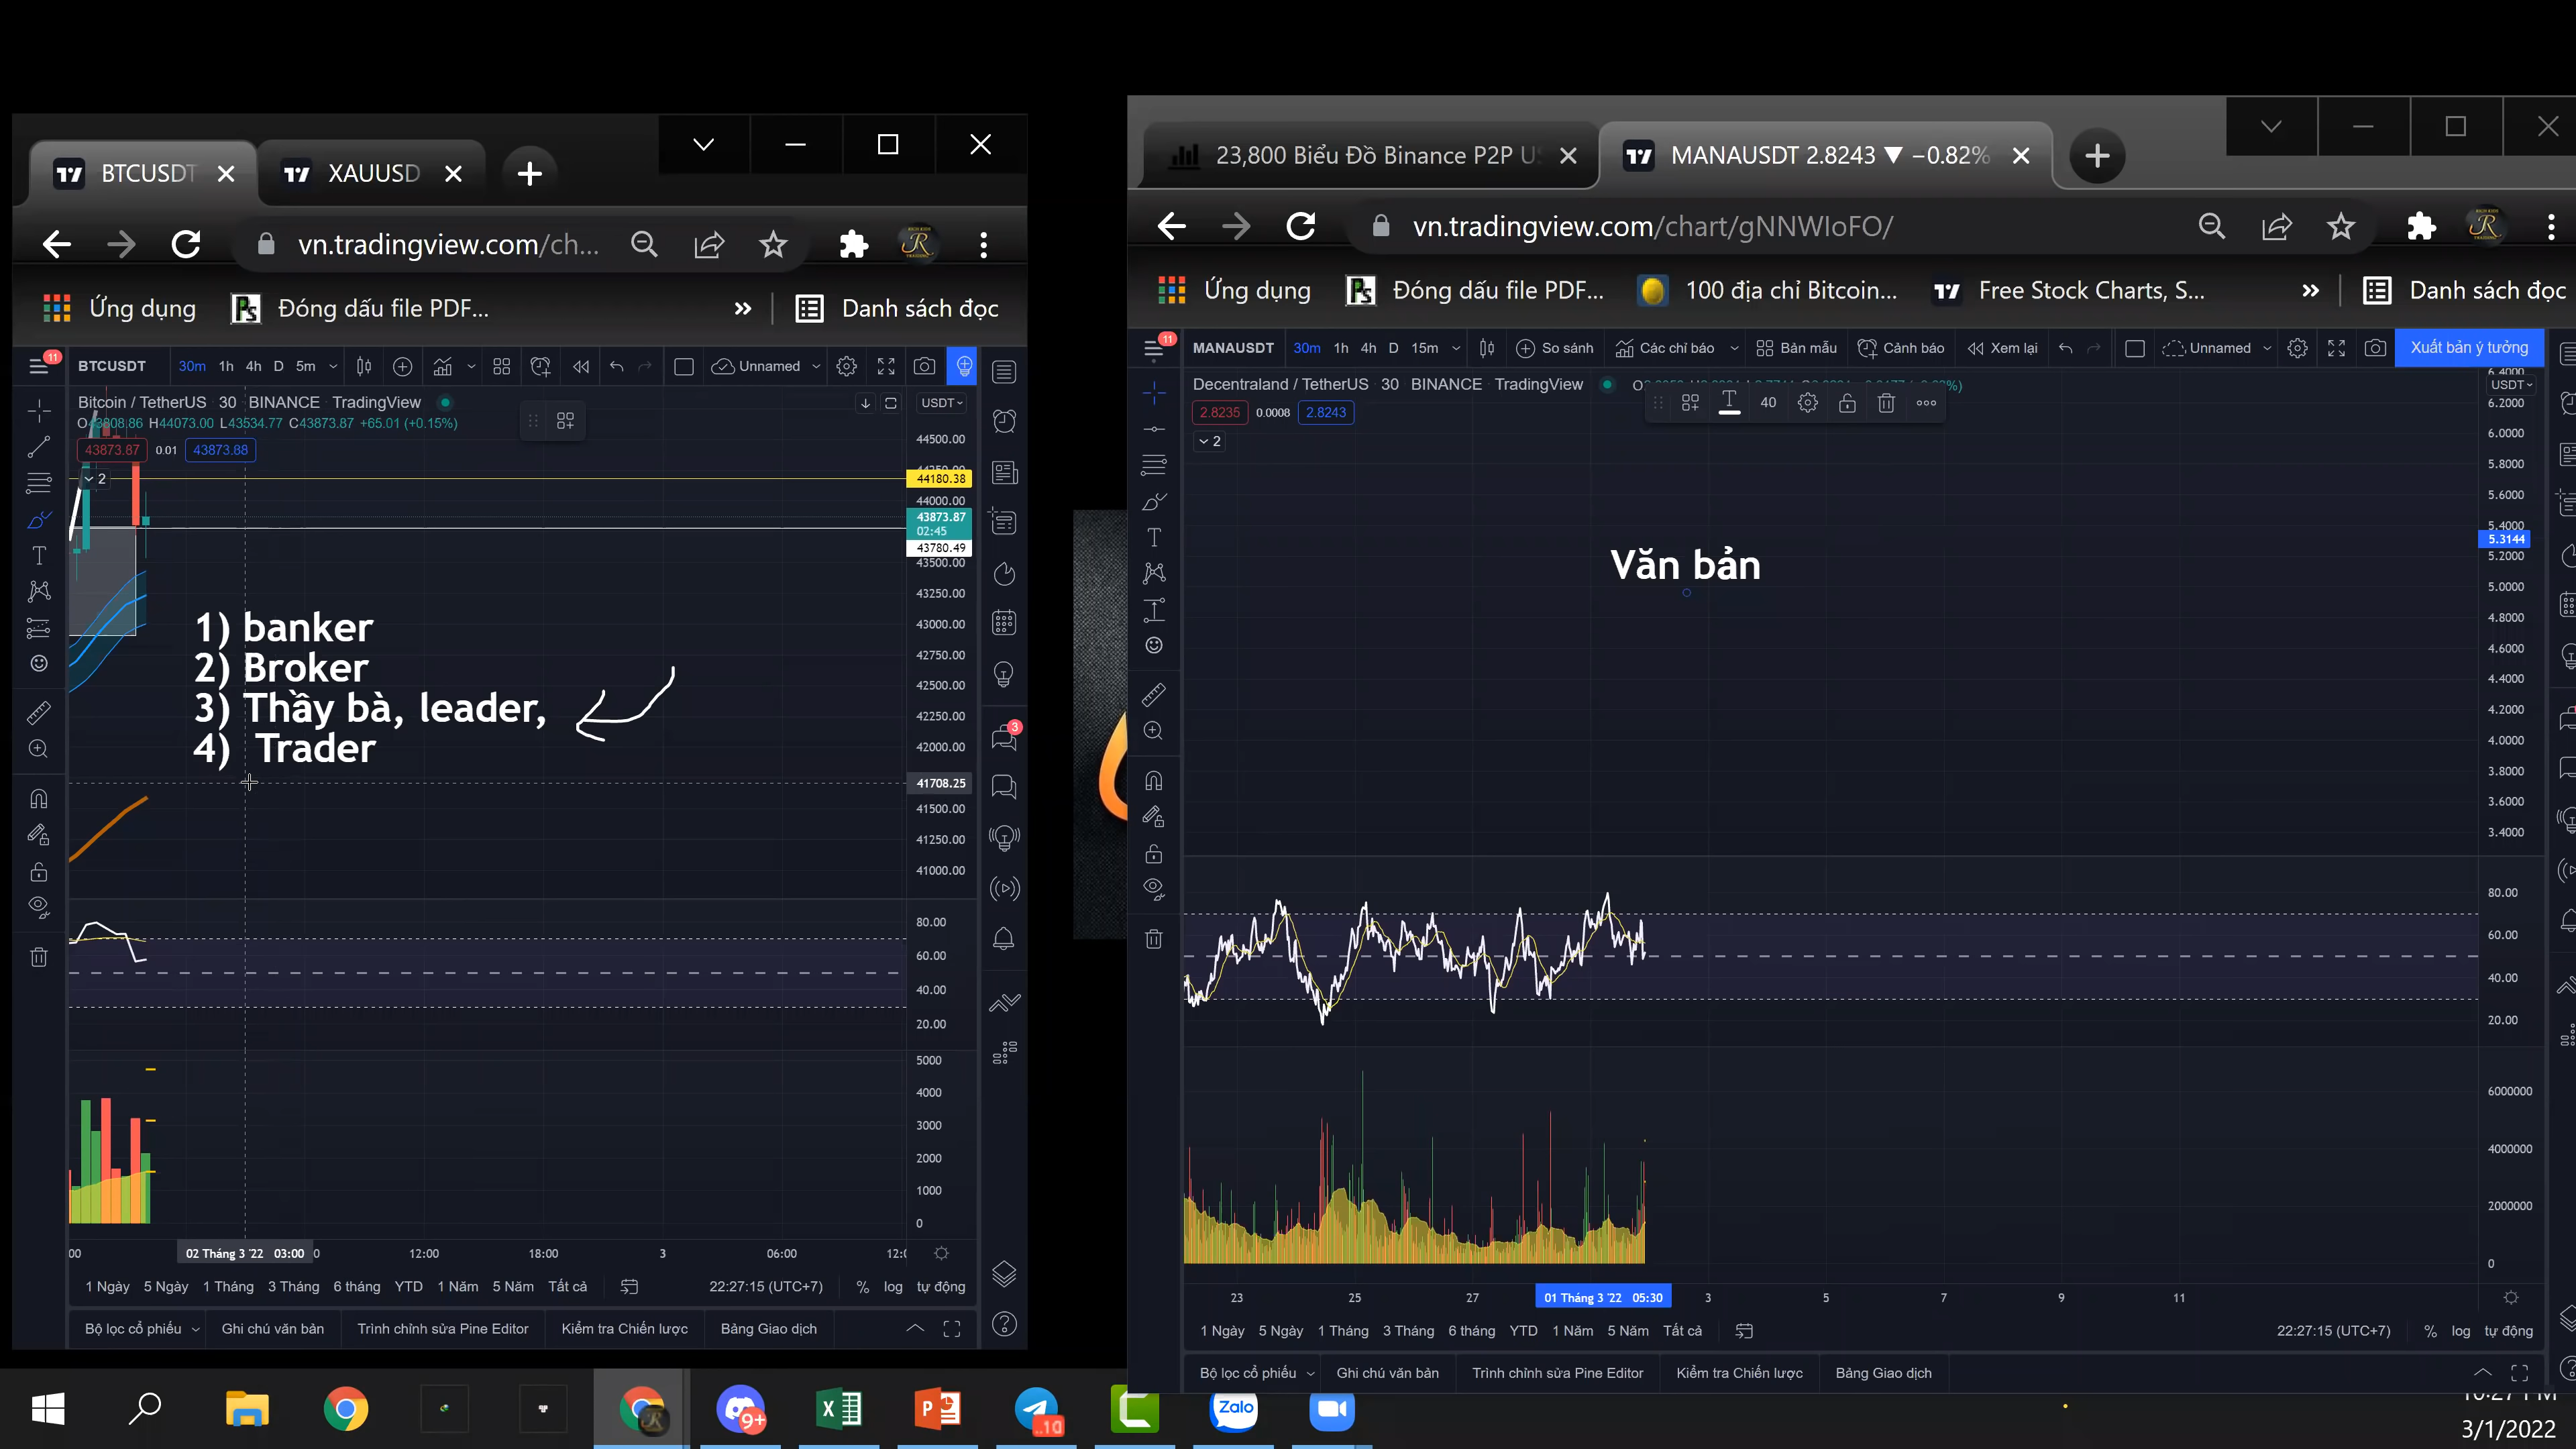 BTCUSDT
XAUUSD
vn.tradingview.com/ch...
Ứng dụng
Đóng dấu file PDF...
»
Danh sách đọc
11
BTCUSDT 30m 1h 4h D 5m Unnamed
Bitcoin / TetherUS 30 BINANCE TradingView
H44073.00 L43534.77 C43873.87 +65.01 (+0.15%)
43873.87 0.01 43873.88
2
USDT
44500.00
44180.38
44000.00
43873.87
02:45
43780.49
43500.00
43250.00
43000.00
42750.00
42500.00
42250.00
42000.00
41708.25
41500.00
41250.00
41000.00
1) banker
2) Broker
3) Thầy bà, leader,
4) Trader
3
80.00
60.00
40.00
20.00
5000
4000
3000
2000
1000
0
02 Tháng 3 '22 03:00
12:00 18:00 3 06:00
1 Ngày 5 Ngày 1 Tháng 3 Tháng 6 tháng YTD 1 Năm 5 Năm Tất cả
22:27:15 (UTC+7) % log tự động
Bộ lọc cổ phiếu Ghi chú văn bản Trình chỉnh sửa Pine Editor Kiểm tra Chiến lược Bảng Giao dịch
23,800 Biểu Đồ Binance P2P
MANAUSDT 2.8243 ▼ −0.82%
vn.tradingview.com/chart/gNNWIoFO/
Ứng dụng
Đóng dấu file PDF...
100 địa chỉ Bitcoin...
Free Stock Charts, S...
»
Danh sách đọc
11
MANAUSDT 30m 1h 4h D 15m So sánh Các chỉ báo Bản mẫu Cảnh báo Xem lại Unnamed Xuất bản ý tưởng
Decentraland / TetherUS 30 BINANCE TradingView
40
2.8235 0.0008 2.8243
2
USDT
6.2000
6.0000
5.8000
5.6000
5.4000
5.3144
5.2000
5.0000
4.8000
4.6000
4.4000
4.2000
4.0000
3.8000
3.6000
3.4000
Văn bản
80.00
60.00
40.00
20.00
6000000
4000000
2000000
0
23 25 27 01 Tháng 3 '22 05:30 3 5 7 9 11
1 Ngày 5 Ngày 1 Tháng 3 Tháng 6 tháng YTD 1 Năm 5 Năm Tất cả
22:27:15 (UTC+7) % log tự động
Bộ lọc cổ phiếu Ghi chú văn bản Trình chỉnh sửa Pine Editor Kiểm tra Chiến lược Bảng Giao dịch
9+
Zalo
3/1/2022